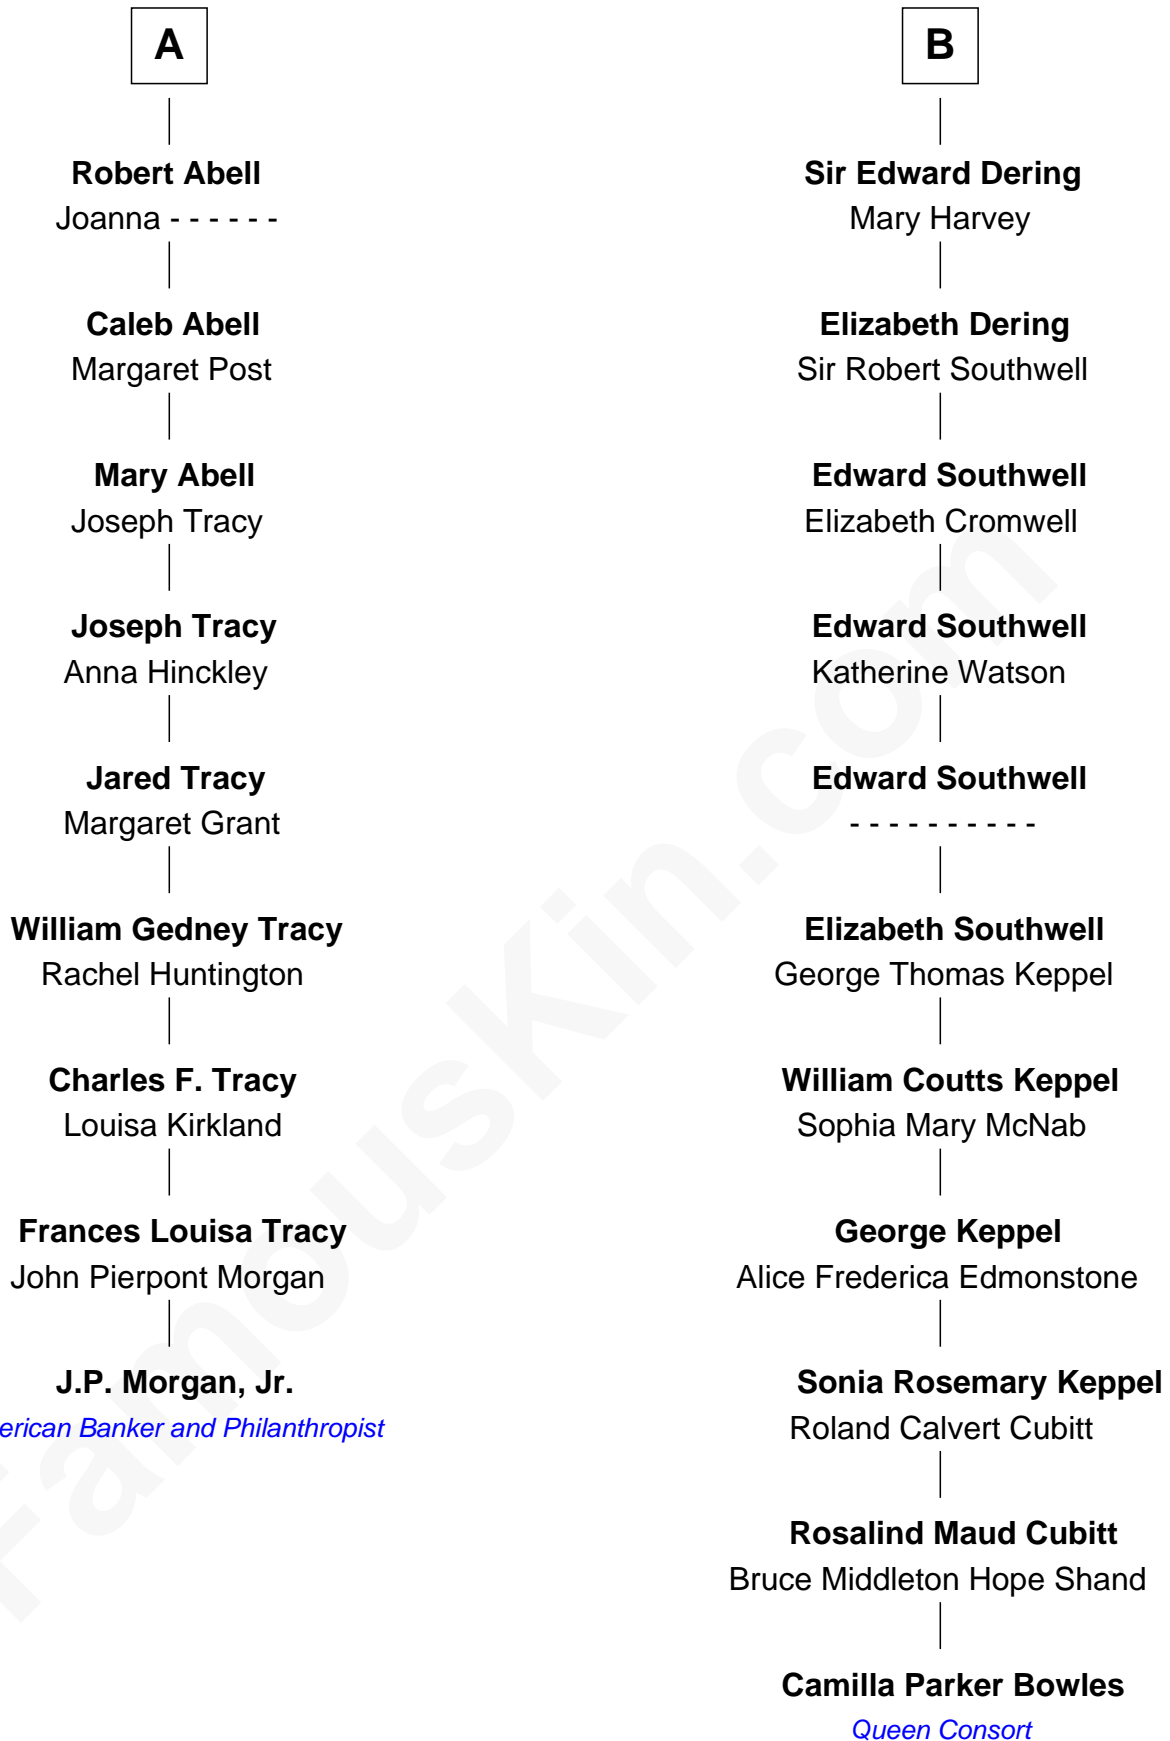 A
Robert Abell
Joanna - - - - - -
Caleb Abell
Margaret Post
Mary Abell
Joseph Tracy
Joseph Tracy
Anna Hinckley
Jared Tracy
Margaret Grant
William Gedney Tracy
Rachel Huntington
Charles F. Tracy
Louisa Kirkland
Frances Louisa Tracy
John Pierpont Morgan
J.P. Morgan, Jr.
erican Banker and Philanthropist
B
Sir Edward Dering
Mary Harvey
Elizabeth Dering
Sir Robert Southwell
Edward Southwell
Elizabeth Cromwell
Edward Southwell
Katherine Watson
Edward Southwell
- - - - - - - - - -
Elizabeth Southwell
George Thomas Keppel
William Coutts Keppel
Sophia Mary McNab
George Keppel
Alice Frederica Edmonstone
Sonia Rosemary Keppel
Roland Calvert Cubitt
Rosalind Maud Cubitt
Bruce Middleton Hope Shand
Camilla Parker Bowles
Queen Consort
FamousKin.com